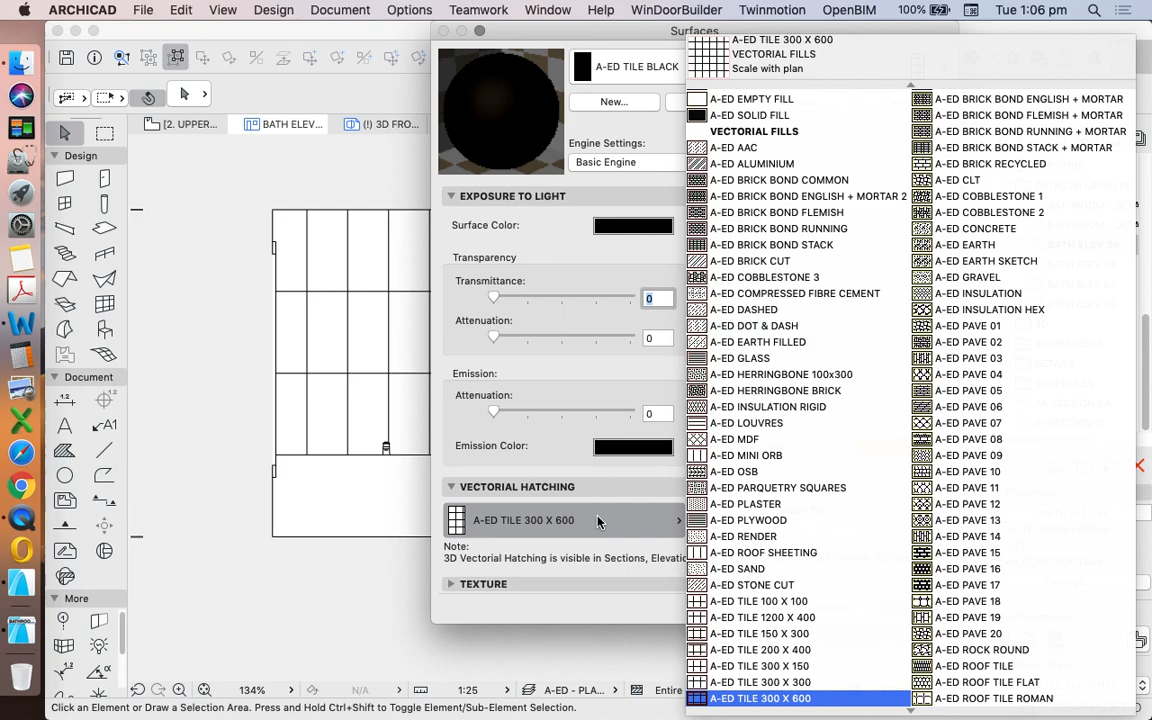 ARCHICAD File Edit View Design Document Options Teamwork Window Help WinDoorBuilder Twinmotion OpenBIM 100% Tue 1:06 pm
Surfaces
[2. UPPER... BATH ELEV... (!) 3D FRO...
Design
Document
More
A-ED TILE BLACK
New...
Engine Settings:
Basic Engine
EXPOSURE TO LIGHT
Surface Color:
Transparency
Transmittance:
0
Attenuation:
0
Emission:
Attenuation:
0
Emission Color:
VECTORIAL HATCHING
A-ED TILE 300 X 600
Note:
3D Vectorial Hatching is visible in Sections, Elevatio
TEXTURE
A-ED TILE 300 X 600
VECTORIAL FILLS
Scale with plan
A-ED EMPTY FILL
A-ED SOLID FILL
VECTORIAL FILLS
A-ED AAC
A-ED ALUMINIUM
A-ED BRICK BOND COMMON
A-ED BRICK BOND ENGLISH + MORTAR 2
A-ED BRICK BOND FLEMISH
A-ED BRICK BOND RUNNING
A-ED BRICK BOND STACK
A-ED BRICK CUT
A-ED COBBLESTONE 3
A-ED COMPRESSED FIBRE CEMENT
A-ED DASHED
A-ED DOT & DASH
A-ED EARTH FILLED
A-ED GLASS
A-ED HERRINGBONE 100x300
A-ED HERRINGBONE BRICK
A-ED INSULATION RIGID
A-ED LOUVRES
A-ED MDF
A-ED MINI ORB
A-ED OSB
A-ED PARQUETRY SQUARES
A-ED PLASTER
A-ED PLYWOOD
A-ED RENDER
A-ED ROOF SHEETING
A-ED SAND
A-ED STONE CUT
A-ED TILE 100 X 100
A-ED TILE 1200 X 400
A-ED TILE 150 X 300
A-ED TILE 200 X 400
A-ED TILE 300 X 150
A-ED TILE 300 X 300
A-ED TILE 300 X 600
A-ED BRICK BOND ENGLISH + MORTAR
A-ED BRICK BOND FLEMISH + MORTAR
A-ED BRICK BOND RUNNING + MORTAR
A-ED BRICK BOND STACK + MORTAR
A-ED BRICK RECYCLED
A-ED CLT
A-ED COBBLESTONE 1
A-ED COBBLESTONE 2
A-ED CONCRETE
A-ED EARTH
A-ED EARTH SKETCH
A-ED GRAVEL
A-ED INSULATION
A-ED INSULATION HEX
A-ED PAVE 01
A-ED PAVE 02
A-ED PAVE 03
A-ED PAVE 04
A-ED PAVE 05
A-ED PAVE 06
A-ED PAVE 07
A-ED PAVE 08
A-ED PAVE 09
A-ED PAVE 10
A-ED PAVE 11
A-ED PAVE 12
A-ED PAVE 13
A-ED PAVE 14
A-ED PAVE 15
A-ED PAVE 16
A-ED PAVE 17
A-ED PAVE 18
A-ED PAVE 19
A-ED PAVE 20
A-ED ROCK ROUND
A-ED ROOF TILE
A-ED ROOF TILE FLAT
A-ED ROOF TILE ROMAN
134% N/A 1:25 A-ED - PLA... Entire
Click an Element or Draw a Selection Area. Press and Hold Ctrl+Shift to Toggle Element/Sub-Element Selection.